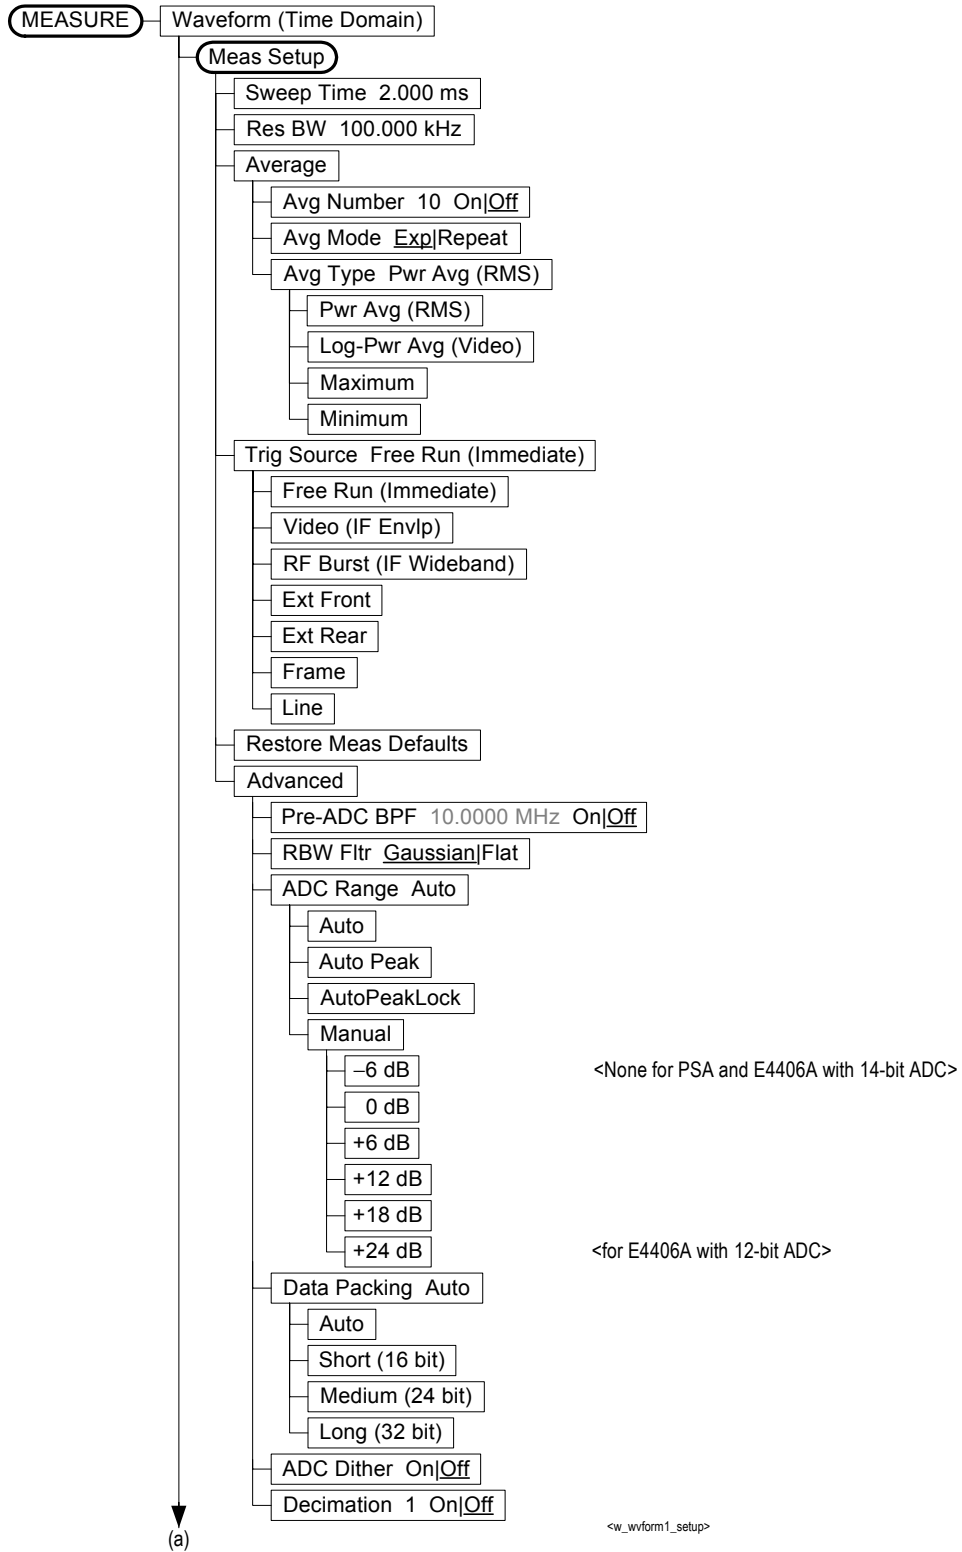 MEASURE Waveform (Time Domain)
Meas Setup
Sweep Time 2.000 ms
Res BW 100.000 kHz
Average
Avg Number 10 On|Off
Avg Mode Exp|Repeat
Avg Type Pwr Avg (RMS)
Pwr Avg (RMS)
Log-Pwr Avg (Video)
Maximum
Minimum
Trig Source Free Run (Immediate)
Free Run (Immediate)
Video (IF Envlp)
RF Burst (IF Wideband)
Ext Front
Ext Rear
Frame
Line
Restore Meas Defaults
Advanced
Pre-ADC BPF 10.0000 MHz On|Off
RBW Fltr Gaussian|Flat
ADC Range Auto
Auto
Auto Peak
AutoPeakLock
Manual
–6 dB <None for PSA and E4406A with 14-bit ADC>
0 dB
+6 dB
+12 dB
+18 dB
+24 dB <for E4406A with 12-bit ADC>
Data Packing Auto
Auto
Short (16 bit)
Medium (24 bit)
Long (32 bit)
ADC Dither On|Off
Decimation 1 On|Off
<w_wvform1_setup>
(a)